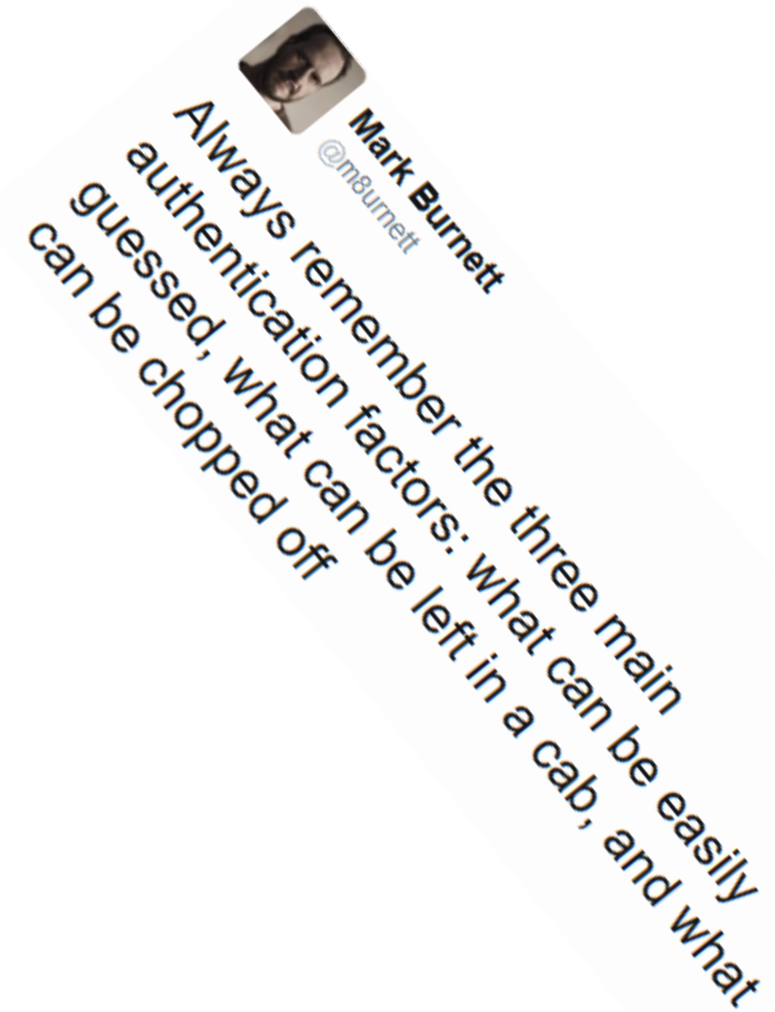 Mark Burnett
@m8urnett
Always remember the three main
authentication factors: what can be easily
guessed, what can be left in a cab, and what
can be chopped off